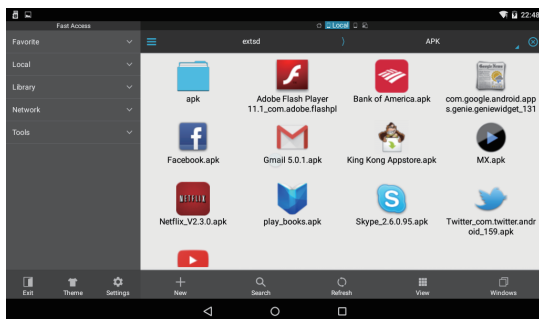 22:48
Fast Access
Local
Favorite
Local
Library
Network
Tools
extsd
APK
apk
Adobe Flash Player
11.1_com.adobe.flashpl
Bank of America.apk
com.google.android.app
s.genie.geniewidget_131
Facebook.apk
Gmail 5.0.1.apk
King Kong Appstore.apk
MX.apk
NETFLIX
Netflix_V2.3.0.apk
play_books.apk
Skype_2.6.0.95.apk
Twitter_com.twitter.andr
oid_159.apk
Exit
Theme
Settings
New
Search
Refresh
View
Windows